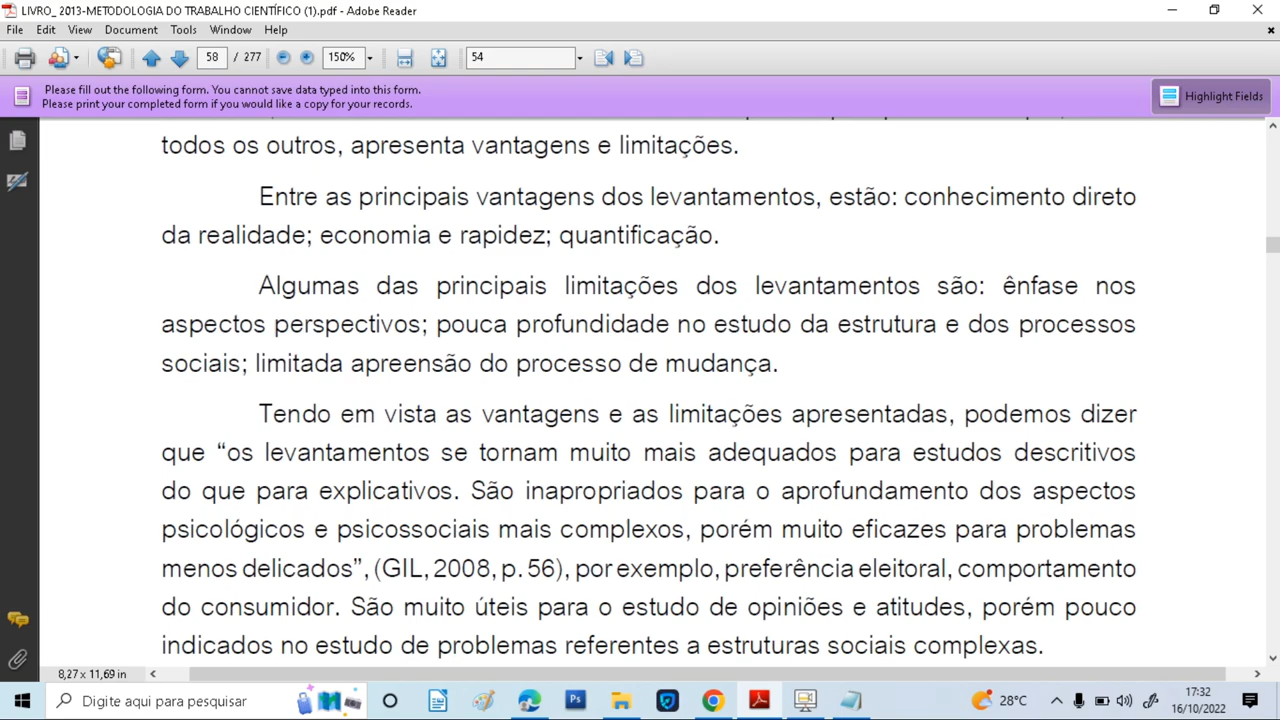 LIVRO_ 2013-METODOLOGIA DO TRABALHO CIENTÍFICO (1).pdf - Adobe Reader
File Edit View Document Tools Window Help
58 / 277 150% 54
Please fill out the following form. You cannot save data typed into this form.
Please print your completed form if you would like a copy for your records.
Highlight Fields
todos os outros, apresenta vantagens e limitações.
Entre as principais vantagens dos levantamentos, estão: conhecimento direto
da realidade; economia e rapidez; quantificação.
Algumas das principais limitações dos levantamentos são: ênfase nos
aspectos perspectivos; pouca profundidade no estudo da estrutura e dos processos
sociais; limitada apreensão do processo de mudança.
Tendo em vista as vantagens e as limitações apresentadas, podemos dizer
que “os levantamentos se tornam muito mais adequados para estudos descritivos
do que para explicativos. São inapropriados para o aprofundamento dos aspectos
psicológicos e psicossociais mais complexos, porém muito eficazes para problemas
menos delicados”, (GIL, 2008, p. 56), por exemplo, preferência eleitoral, comportamento
do consumidor. São muito úteis para o estudo de opiniões e atitudes, porém pouco
indicados no estudo de problemas referentes a estruturas sociais complexas.
8,27 x 11,69 in
Digite aqui para pesquisar
Ps
28°C
17:32
16/10/2022